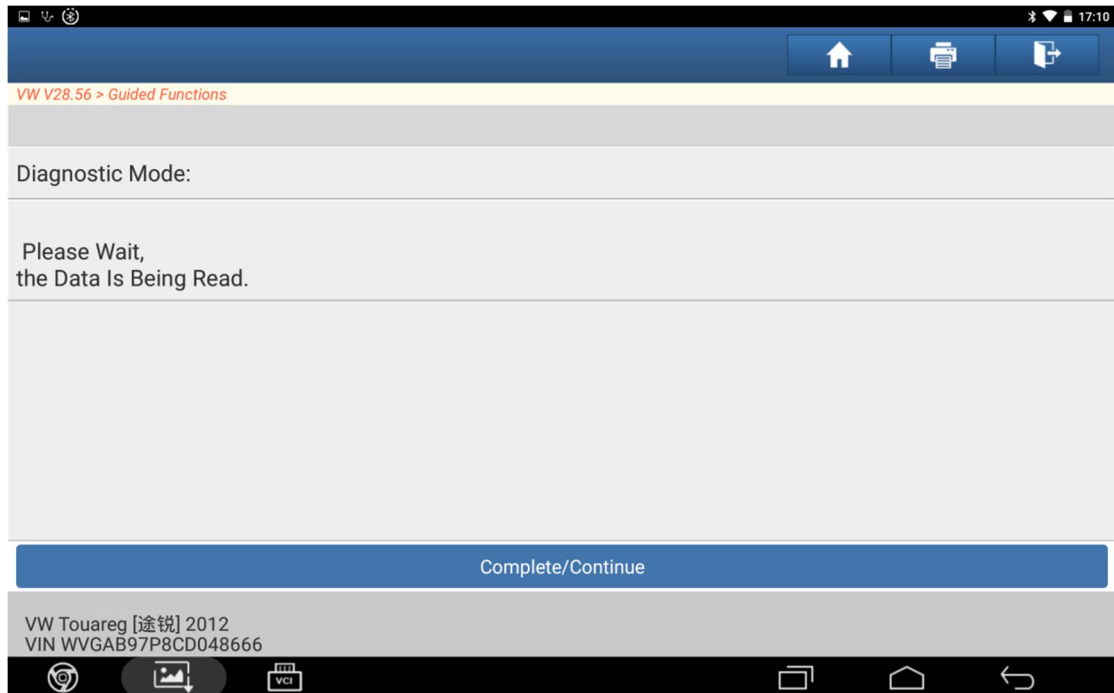 17:10
VW V28.56 > Guided Functions
Diagnostic Mode:
Please Wait,
the Data Is Being Read.
Complete/Continue
VW Touareg [途锐] 2012
VIN WVGAB97P8CD048666
VCI